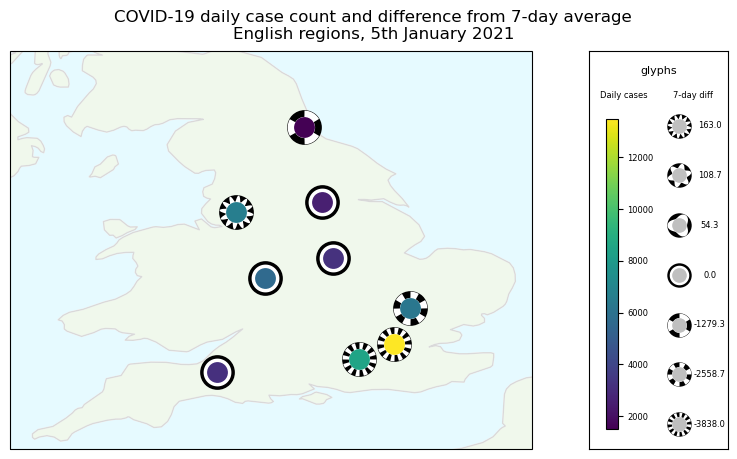 COVID-19 daily case count and difference from 7-day average
English regions, 5th January 2021
glyphs
Daily cases
7-day diff
163.0
108.7
54.3
0.0
-1279.3
-2558.7
-3838.0
12000
10000
8000
6000
4000
2000